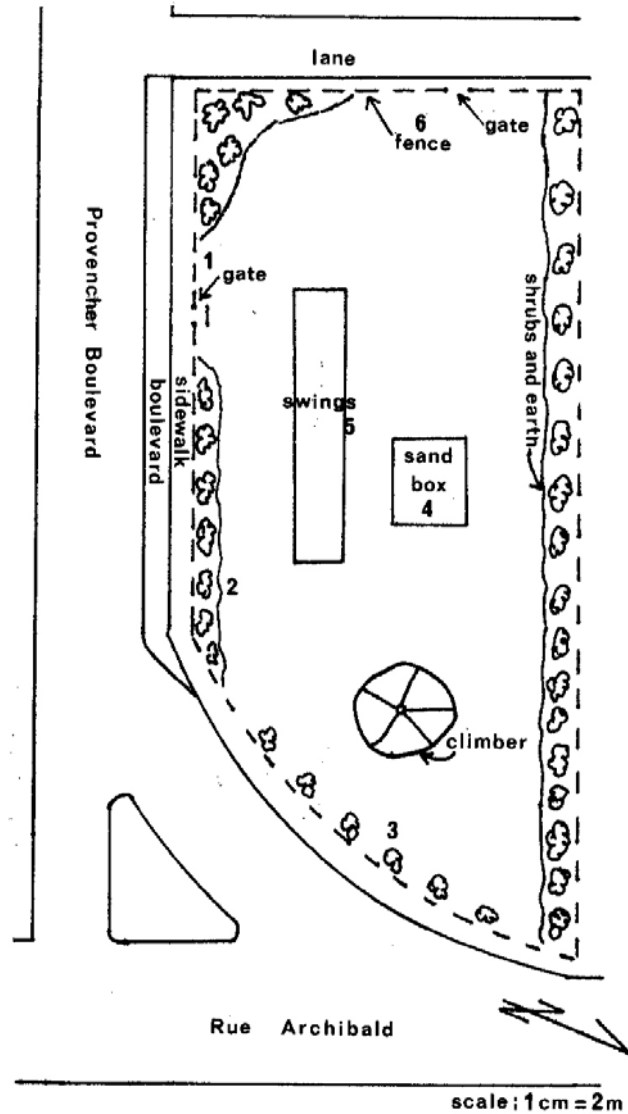 lane
6
fence
gate
Provencher Boulevard
1
gate
sidewalk
boulevard
shrubs and earth
swings
5
sand
box
4
2
climber
3
N
Rue Archibald
scale: 1 cm = 2m